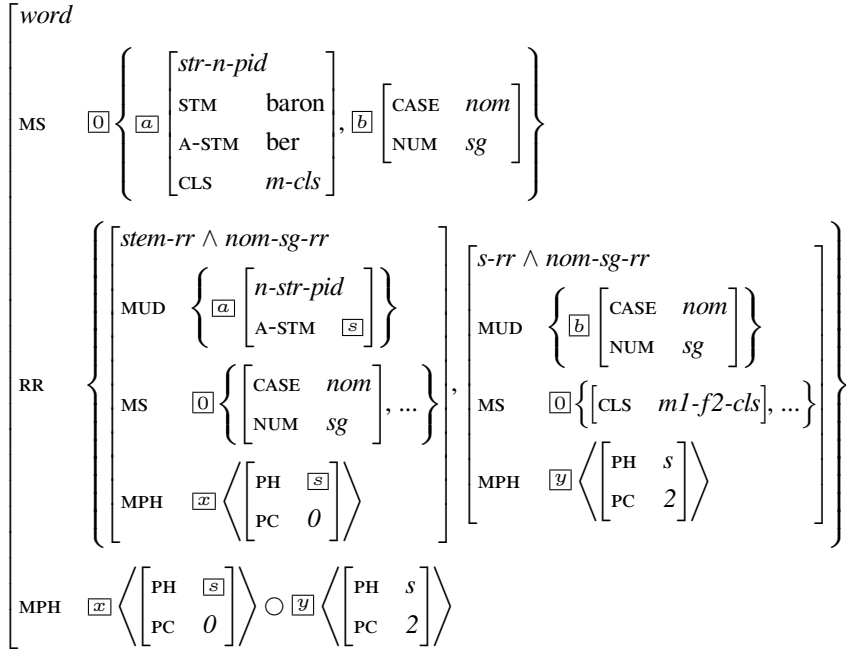 word
MS 0 { a [ str-n-pid
STM baron
A-STM ber
CLS m-cls ] , b [ CASE nom
NUM sg ] }
RR { [ stem-rr ∧ nom-sg-rr
MUD { a [ n-str-pid
A-STM s ] }
MS 0 { [ CASE nom
NUM sg ] , ... }
MPH x ⟨ [ PH s
PC 0 ] ⟩ ] ,
[ s-rr ∧ nom-sg-rr
MUD { b [ CASE nom
NUM sg ] }
MS 0 { [ CLS m1-f2-cls ] , ... }
MPH y ⟨ [ PH s
PC 2 ] ⟩ ] }
MPH x ⟨ [ PH s
PC 0 ] ⟩ ○ y ⟨ [ PH s
PC 2 ] ⟩